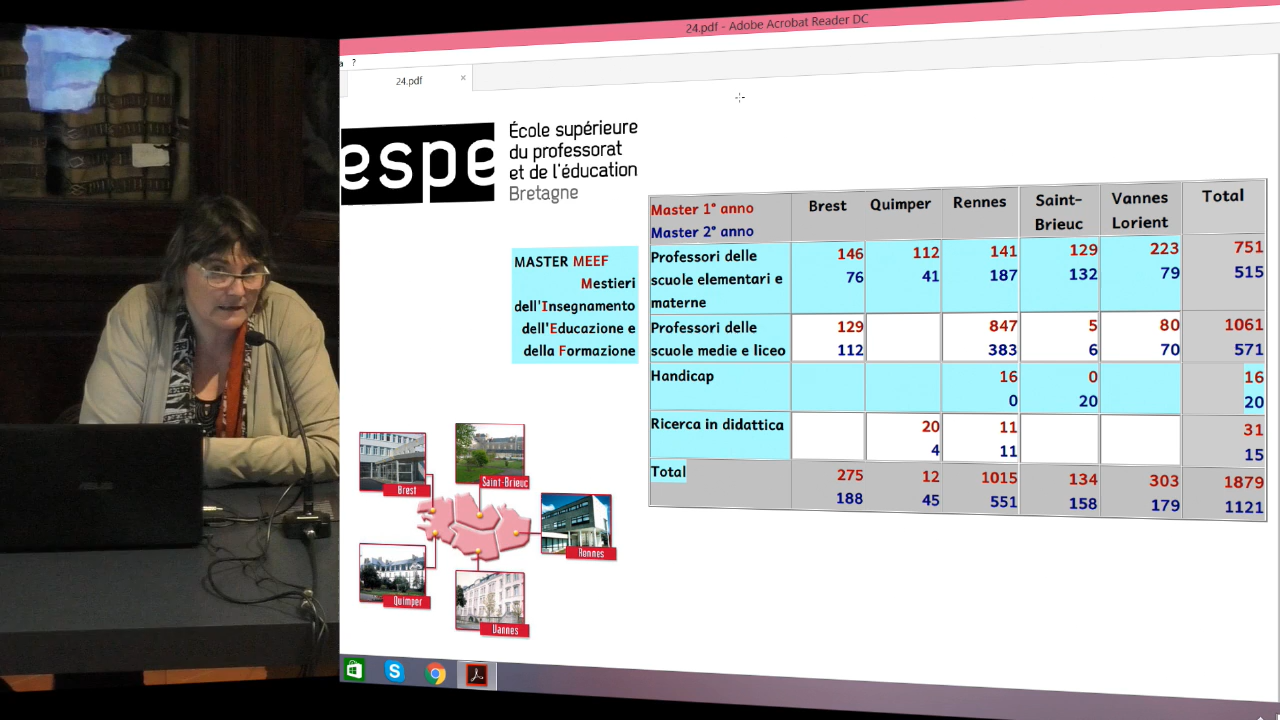 24.pdf - Adobe Acrobat Reader DC
a ?
24.pdf ×
espe
École supérieure
du professorat
et de l'éducation
Bretagne
MASTER MEEF
Mestieri
dell'Insegnamento
dell'Educazione e
della Formazione
Master 1° anno
Master 2° anno
Brest
Quimper
Rennes
Saint-
Brieuc
Vannes
Lorient
Total
Professori delle
scuole elementari e
materne
146 112 141 129 223 751
76 41 187 132 79 515
Professori delle
scuole medie e liceo
129 847 5 80 1061
112 383 6 70 571
Handicap
16 0 16
0 20 20
Ricerca in didattica
20 11 31
4 11 15
Total
275 12 1015 134 303 1879
188 45 551 158 179 1121
Brest
Saint-Brieuc
Rennes
Quimper
Vannes